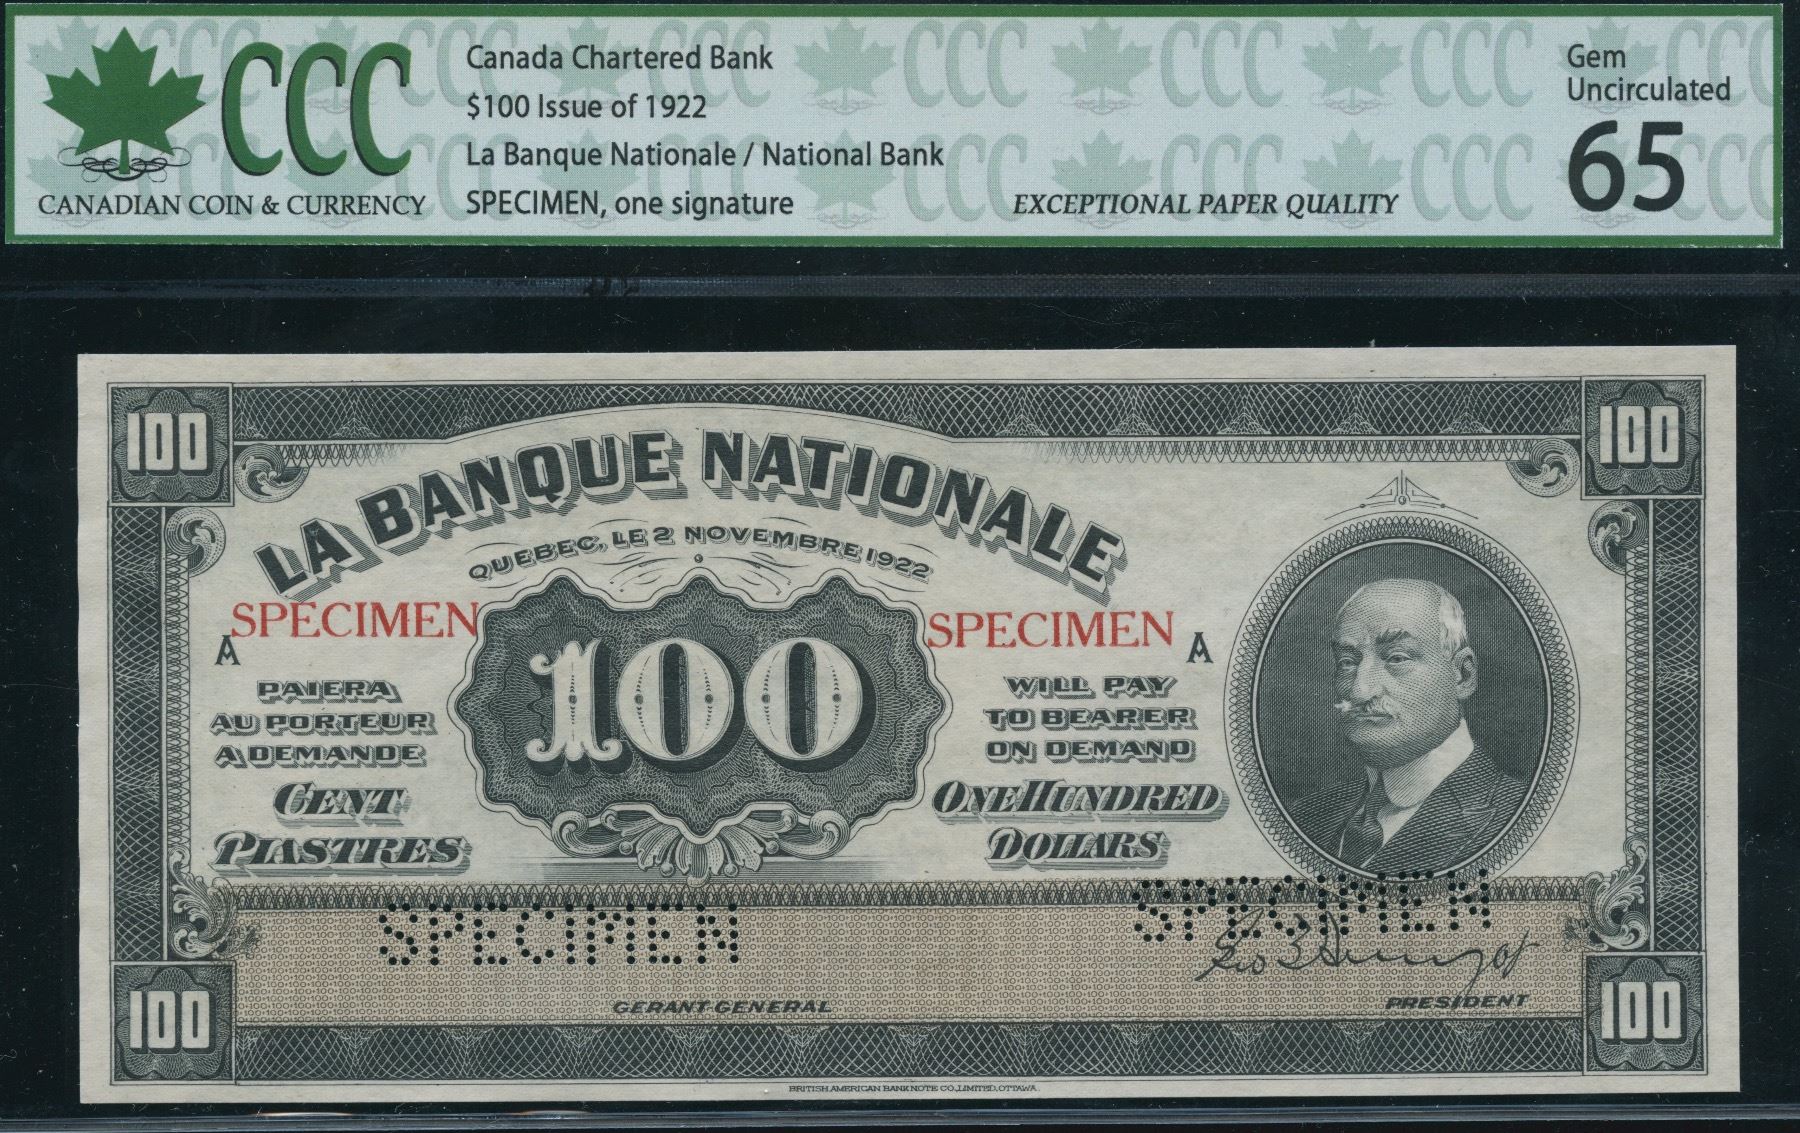 CCC
CANADIAN COIN & CURRENCY
Canada Chartered Bank
$100 Issue of 1922
La Banque Nationale / National Bank
SPECIMEN, one signature
EXCEPTIONAL PAPER QUALITY
Gem
Uncirculated
65
100
100
LA BANQUE NATIONALE
QUEBEC, LE 2 NOVEMBRE 1922
SPECIMEN
SPECIMEN
A
A
100
PAIERA
AU PORTEUR
A DEMANDE
CENT
PIASTRES
WILL PAY
TO BEARER
ON DEMAND
ONE HUNDRED
DOLLARS
SPECIMEN
SPECIMEN
GERANT-GENERAL
PRESIDENT
100
100
BRITISH AMERICAN BANK NOTE CO., LIMITED, OTTAWA.